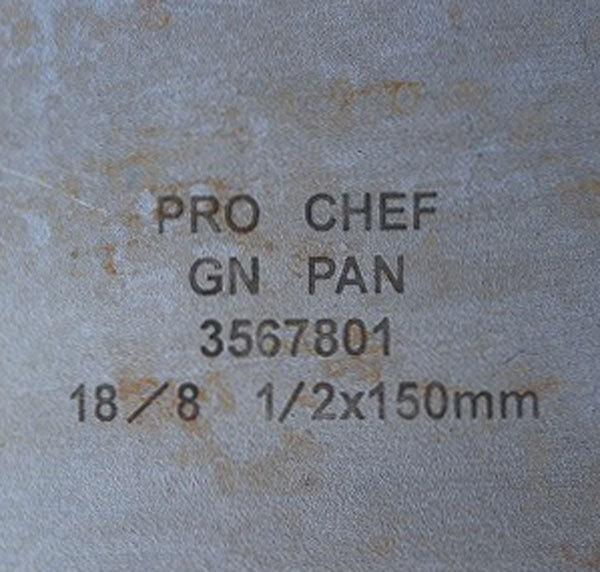 PRO CHEF
GN PAN
3567801
18/8 1/2x150mm